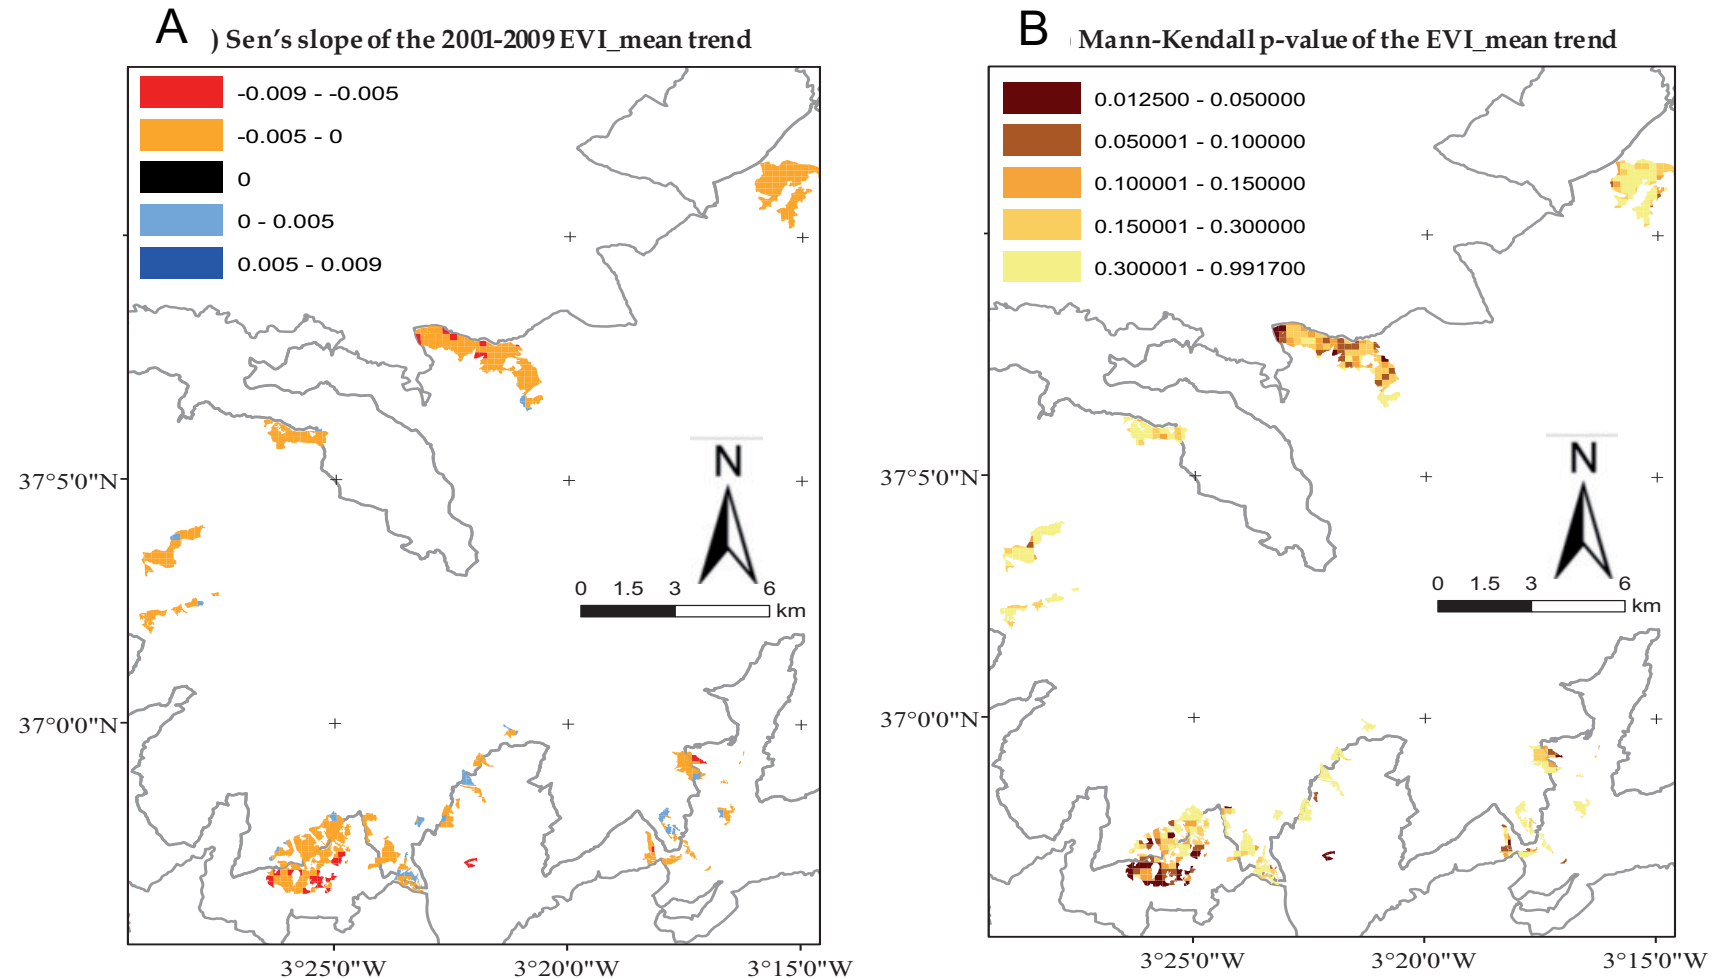 A ) Sen's slope of the 2001-2009 EVI_mean trend
-0.009 - -0.005
-0.005 - 0
0
0 - 0.005
0.005 - 0.009
N
0 1.5 3 6
km
37°5'0"N
37°0'0"N
3°25'0"W 3°20'0"W 3°15'0"W
B Mann-Kendall p-value of the EVI_mean trend
0.012500 - 0.050000
0.050001 - 0.100000
0.100001 - 0.150000
0.150001 - 0.300000
0.300001 - 0.991700
N
0 1.5 3 6
km
37°5'0"N
37°0'0"N
3°25'0"W 3°20'0"W 3°15'0"W